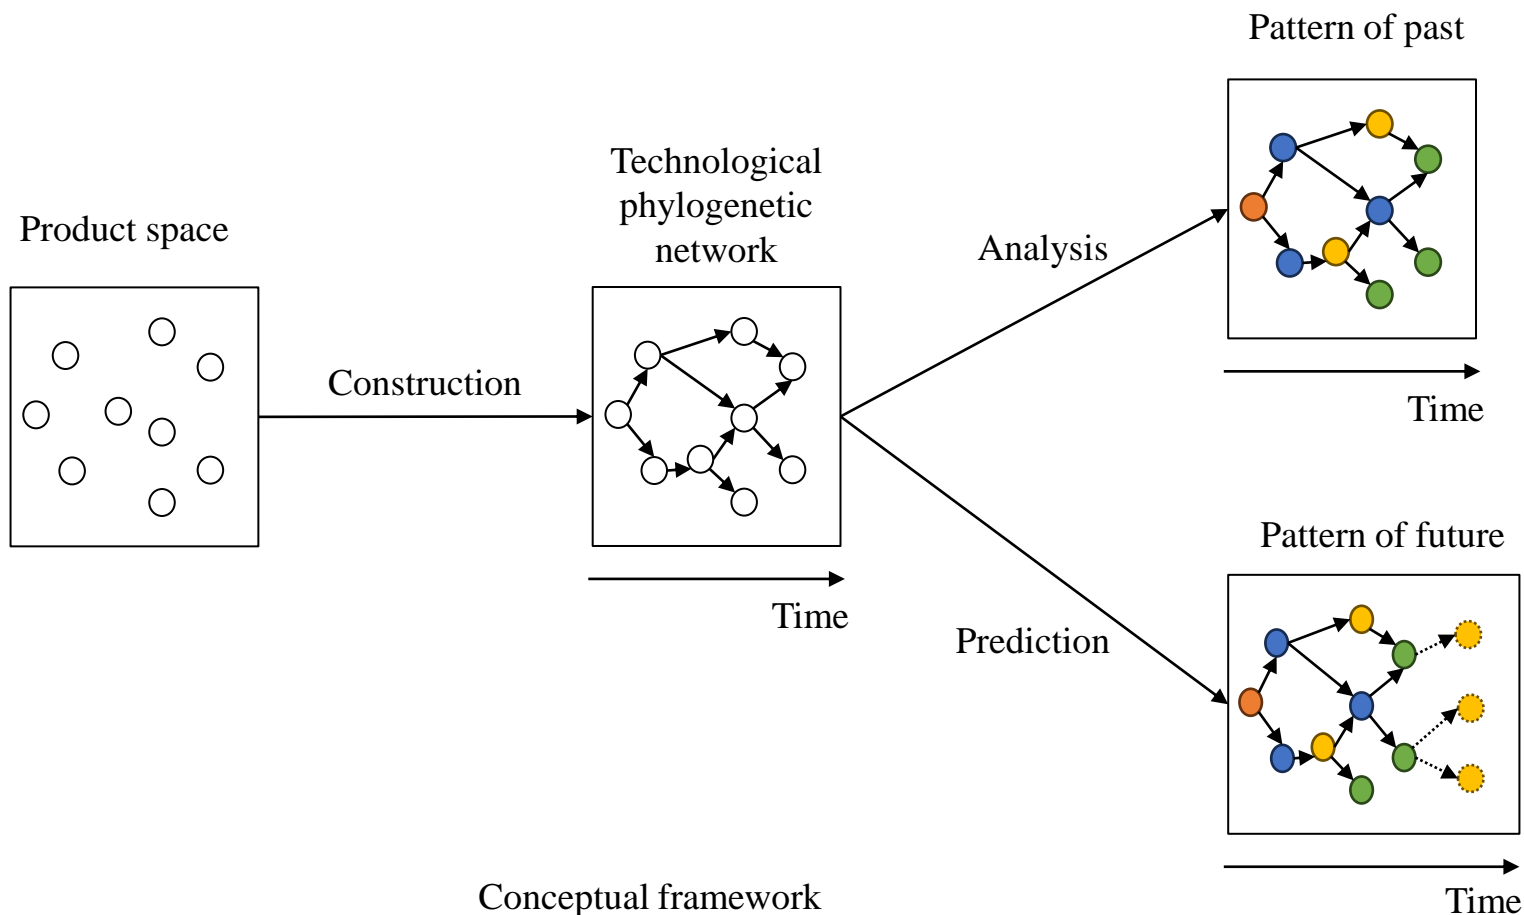 Pattern of past
Technological
phylogenetic
network
Product space
Analysis
Construction
Time
Pattern of future
Time
Prediction
Conceptual framework
Time